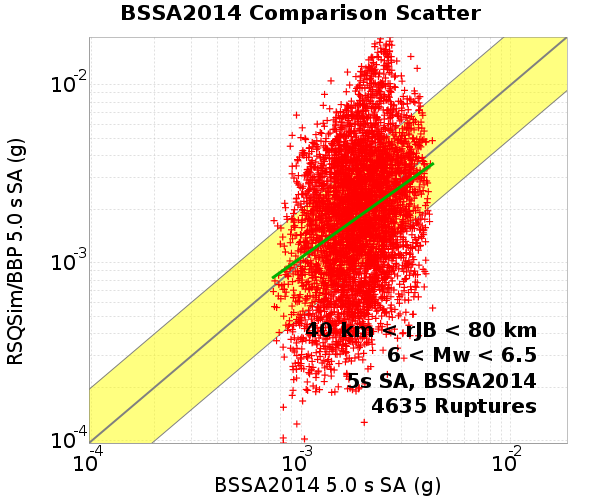 BSSA2014 Comparison Scatter
RSQSim/BBP 5.0 s SA (g)
10-2
10-3
10-4
40 km < rJB < 80 km
6 < Mw < 6.5
5s SA, BSSA2014
4635 Ruptures
10-4 10-3 10-2
BSSA2014 5.0 s SA (g)